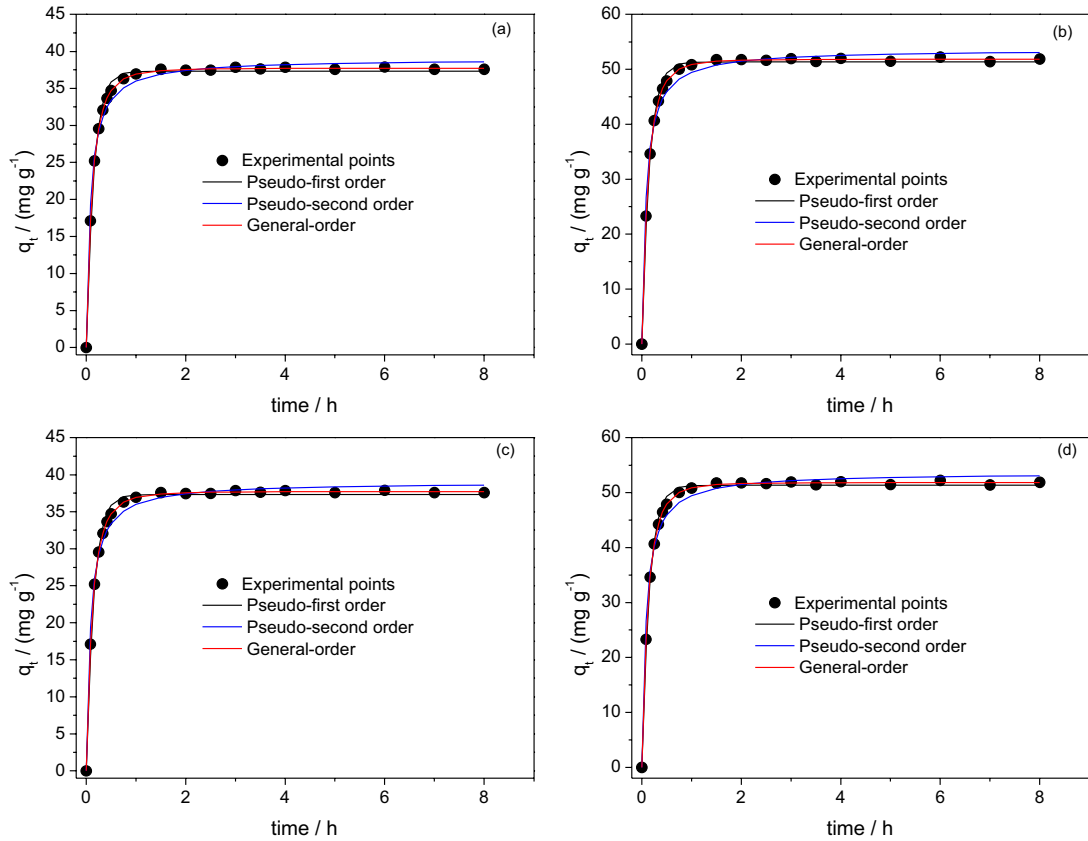 (a)
45
40
35
30
25
20
15
10
5
0
q_t / (mg g^-1)
Experimental points
Pseudo-first order
Pseudo-second order
General-order
0 2 4 6 8
time / h
(b)
60
50
40
30
20
10
0
q_t / (mg g^-1)
Experimental points
Pseudo-first order
Pseudo-second order
General-order
0 2 4 6 8
time / h
(c)
45
40
35
30
25
20
15
10
5
0
q_t / (mg g^-1)
Experimental points
Pseudo-first order
Pseudo-second order
General-order
0 2 4 6 8
time / h
(d)
60
50
40
30
20
10
0
q_t / (mg g^-1)
Experimental points
Pseudo-first order
Pseudo-second order
General-order
0 2 4 6 8
time / h